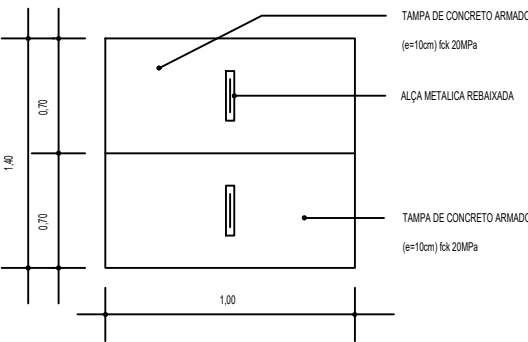 TAMPA DE CONCRETO ARMADO
(e=10cm) fck 20MPa
ALÇA METALICA REBAIXADA
0,70
1,40
0,70
TAMPA DE CONCRETO ARMADO
(e=10cm) fck 20MPa
1,00